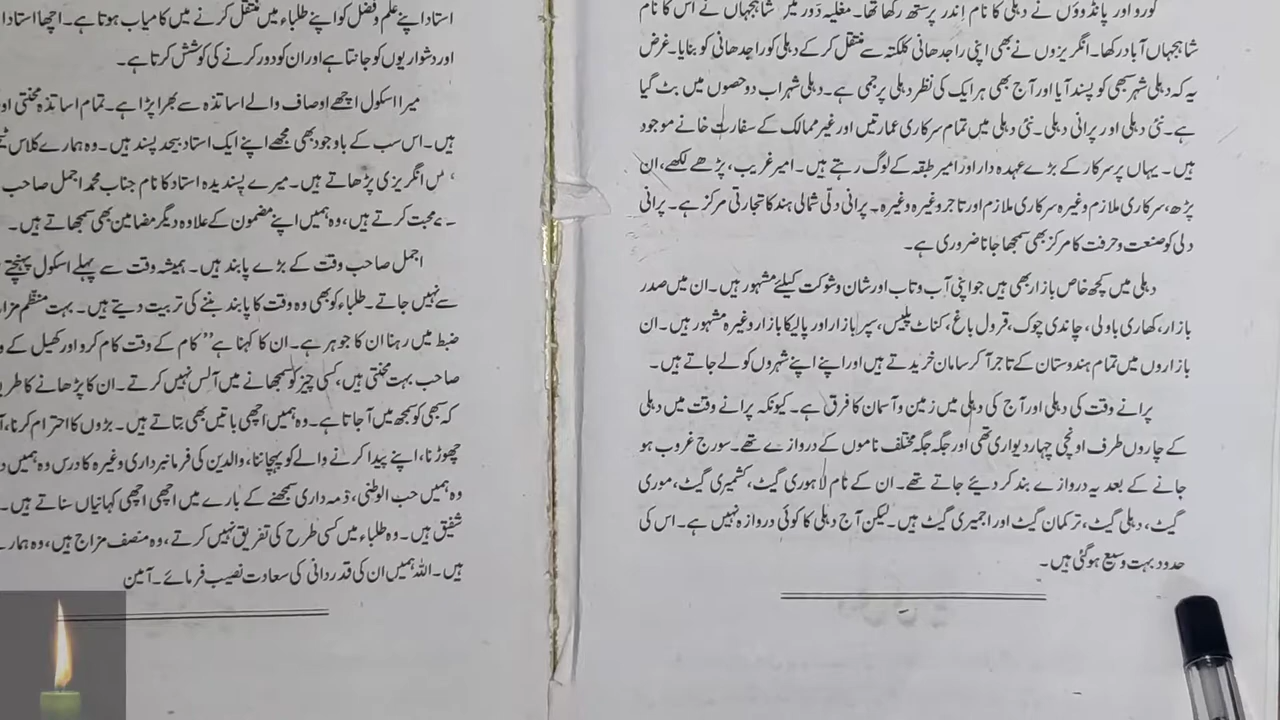 کورو اور پانڈوؤں نے دہلی کا نام اِندر پرستھ رکھا تھا۔ مغلیہ دَور میں شاہجہاں نے اس کا نام
شاہجہاں آباد رکھا۔ انگریزوں نے بھی اپنی راجدھانی کلکتہ سے منتقل کر کے دہلی کو راجدھانی کو بنایا۔ غرض
یہ کہ دہلی شہر سبھی کو پسند آیا اور آج بھی ہر ایک کی نظر دہلی پر جمی ہے۔ دہلی شہر اب دو حصوں میں بٹ گیا
ہے۔ نئی دہلی اور پرانی دہلی۔ نئی دہلی میں تمام سرکاری عمارتیں اور غیر ممالک کے سفارت خانے موجود
ہیں۔ یہاں پر سرکار کے بڑے عہدہ دار اور امیر طبقہ کے لوگ رہتے ہیں۔ امیر غریب، پڑھے لکھے، ان
پڑھ، سرکاری ملازم وغیرہ سرکاری ملازم اور تاجر وغیرہ وغیرہ۔ پرانی دلّی شمالی ہند کا تجارتی مرکز ہے۔ پرانی
دلی کو صنعت و حرفت کا مرکز بھی سمجھا جانا ضروری ہے۔
دہلی میں کچھ خاص بازار بھی ہیں جو اپنی آب و تاب اور شان و شوکت کیلئے مشہور ہیں۔ ان میں صدر
بازار، کھاری باولی، چاندی چوک، قرول باغ، کناٹ پلیس، سپر بازار اور پالیکا بازار وغیرہ مشہور ہیں۔ ان
بازاروں میں تمام ہندوستان کے تاجر آ کر سامان خریدتے ہیں اور اپنے اپنے شہروں کو لے جاتے ہیں۔
پرانے وقت کی دہلی اور آج کی دہلی میں زمین و آسمان کا فرق ہے۔ کیونکہ پرانے وقت میں دہلی
کے چاروں طرف اونچی چہار دیواری تھی اور جگہ جگہ مختلف ناموں کے دروازے تھے۔ سورج غروب ہو
جانے کے بعد یہ دروازے بند کر دیئے جاتے تھے۔ ان کے نام لاہوری گیٹ، کشمیری گیٹ، موری
گیٹ، دہلی گیٹ، ترکمان گیٹ اور اجمیری گیٹ ہیں۔ لیکن آج دہلی کا کوئی دروازہ نہیں ہے۔ اس کی
حدود بہت وسیع ہو گئی ہیں۔
استاد اپنے علم و فضل کو اپنے طلباء میں منتقل کرنے میں کامیاب ہوتا ہے۔ اچھا استاد ا
اور دشواریوں کو جانتا ہے اور ان کو دور کرنے کی کوشش کرتا ہے۔
میرا اسکول اچھے اوصاف والے اساتذہ سے بھرا پڑا ہے۔ تمام اساتذہ محنتی او
ہیں۔ اس سب کے باوجود بھی مجھے اپنے ایک استاد بیحد پسند ہیں۔ وہ ہمارے کلاس ٹیچ
انگریزی پڑھاتے ہیں۔ میرے پسندیدہ استاد کا نام جناب محمد اجمل صاحب
محبت کرتے ہیں، وہ ہمیں اپنے مضمون کے علاوہ دیگر مضامین بھی سمجھاتے ہیں۔
اجمل صاحب وقت کے بڑے پابند ہیں۔ ہمیشہ وقت سے پہلے اسکول پہنچتے
سے نہیں جاتے۔ طلباء کو بھی وہ وقت کا پابند بننے کی تربیت دیتے ہیں۔ بہت منظّم مزا
ضبط میں رہنا ان کا جوہر ہے۔ ان کا کہنا ہے ”کام کے وقت کام کرو اور کھیل کے و
صاحب بہت محنتی ہیں، کسی چیز کو سمجھانے میں آلس نہیں کرتے۔ ان کا پڑھانے کا طر
کہ سبھی کو سمجھ میں آ جاتا ہے۔ وہ ہمیں اچھی باتیں بھی بتاتے ہیں۔ بڑوں کا احترام کرنا، آ
چھوڑنا، اپنے پیدا کرنے والے کو پہچاننا، والدین کی فرمانبرداری وغیرہ کا درس وہ ہمیں د
وہ ہمیں حب الوطنی، ذمہ داری سمجھنے کے بارے میں اچھی اچھی کہانیاں سناتے ہیں۔
شفیق ہیں۔ وہ طلباء میں کسی طرح کی تفریق نہیں کرتے، وہ منصف مزاج ہیں، وہ ہمار
ہیں۔ اللہ ہمیں ان کی قدردانی کی سعادت نصیب فرمائے۔ آمین